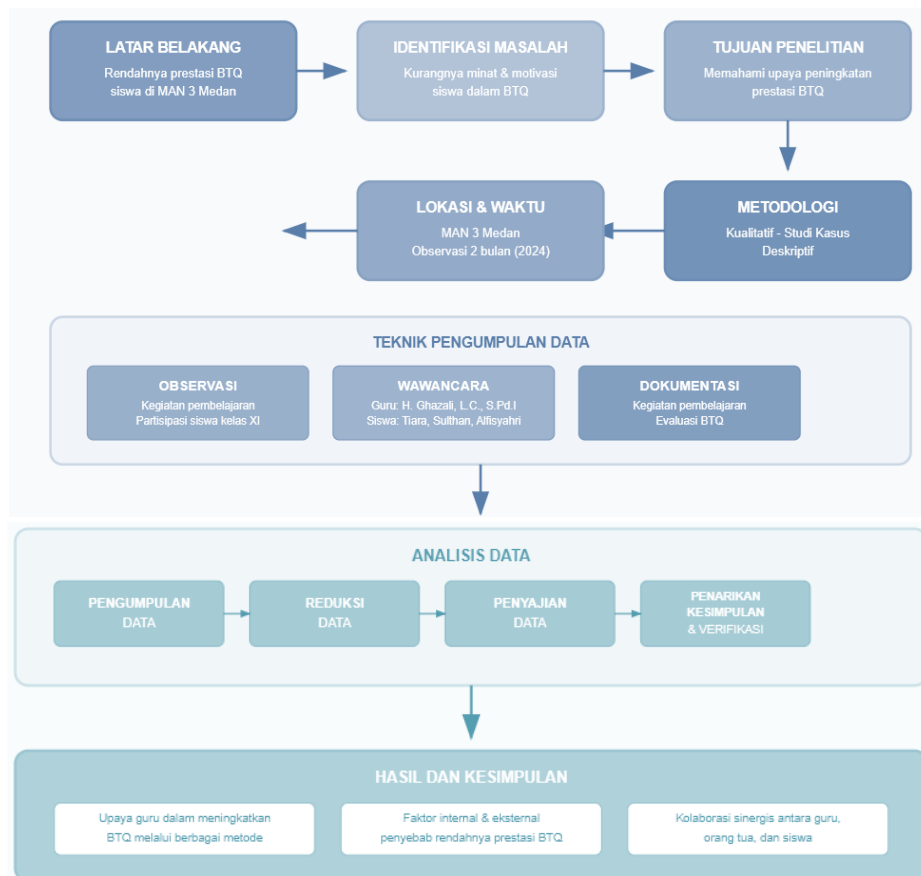 LATAR BELAKANG
Rendahnya prestasi BTQ
siswa di MAN 3 Medan
IDENTIFIKASI MASALAH
Kurangnya minat & motivasi
siswa dalam BTQ
TUJUAN PENELITIAN
Memahami upaya peningkatan
prestasi BTQ
LOKASI & WAKTU
MAN 3 Medan
Observasi 2 bulan (2024)
METODOLOGI
Kualitatif - Studi Kasus
Deskriptif
TEKNIK PENGUMPULAN DATA
OBSERVASI
Kegiatan pembelajaran
Partisipasi siswa kelas XI
WAWANCARA
Guru: H. Ghazali, L.C., S.Pd.I
Siswa: Tiara, Sulthan, Alfisyahri
DOKUMENTASI
Kegiatan pembelajaran
Evaluasi BTQ
ANALISIS DATA
PENGUMPULAN
DATA
REDUKSI
DATA
PENYAJIAN
DATA
PENARIKAN
KESIMPULAN
& VERIFIKASI
HASIL DAN KESIMPULAN
Upaya guru dalam meningkatkan
BTQ melalui berbagai metode
Faktor internal & eksternal
penyebab rendahnya prestasi BTQ
Kolaborasi sinergis antara guru,
orang tua, dan siswa